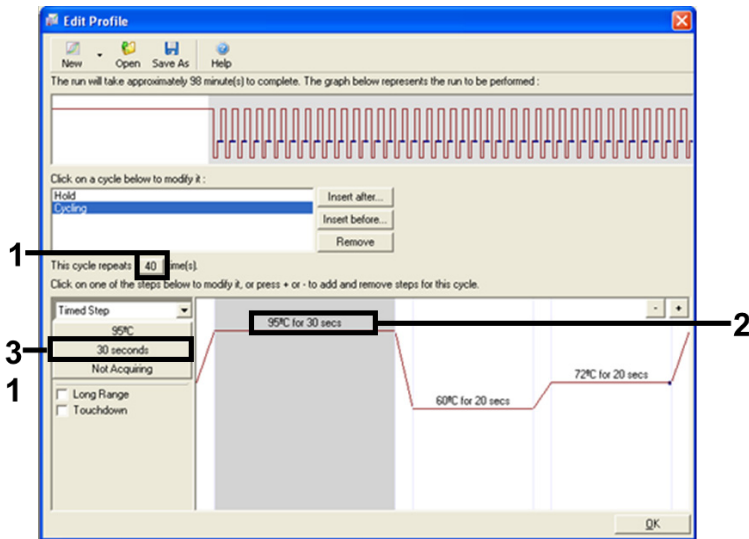 Edit Profile
New Open Save As Help
The run will take approximately 98 minute(s) to complete. The graph below represents the run to be performed :
Click on a cycle below to modify it :
Hold
Cycling
Insert after...
Insert before...
Remove
1
This cycle repeats 40 time(s).
Click on one of the steps below to modify it, or press + or - to add and remove steps for this cycle.
Timed Step
- +
95ºC
95ºC for 30 secs
2
3
30 seconds
Not Acquiring
72ºC for 20 secs
1
Long Range
60ºC for 20 secs
Touchdown
OK